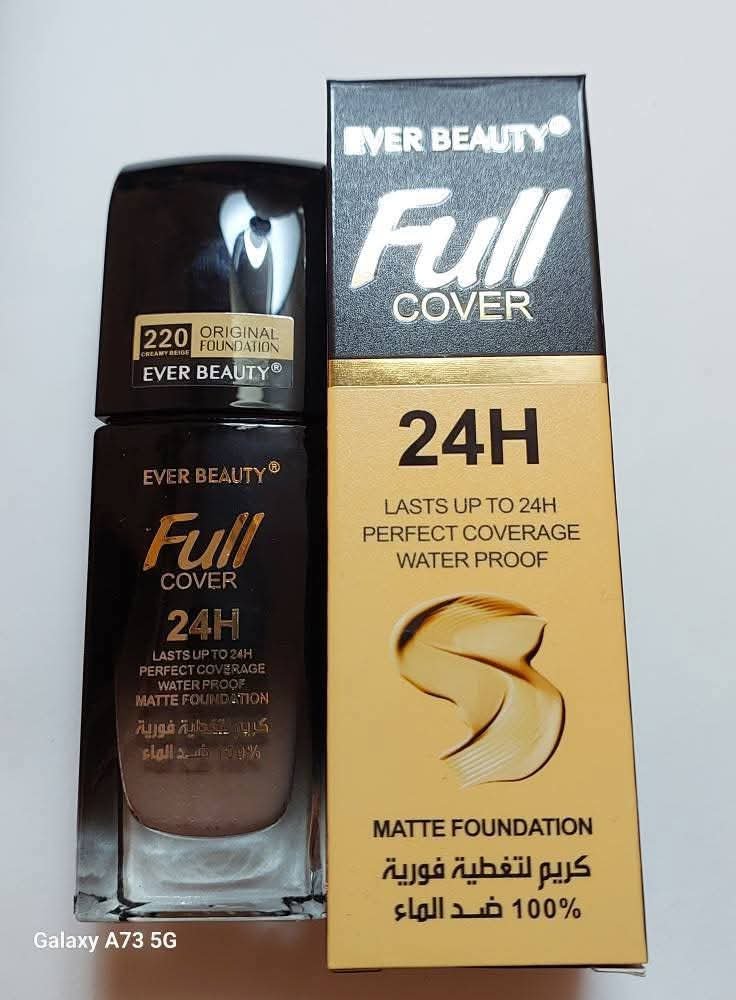 220
CREAMY BEIGE
ORIGINAL
FOUNDATION
EVER BEAUTY®
EVER BEAUTY®
Full
COVER
24H
LASTS UP TO 24H
PERFECT COVERAGE
WATER PROOF
MATTE FOUNDATION
كريم لتغطية فورية
100% ضد الماء
EVER BEAUTY®
Full
COVER
24H
LASTS UP TO 24H
PERFECT COVERAGE
WATER PROOF
MATTE FOUNDATION
كريم لتغطية فورية
100% ضد الماء
Galaxy A73 5G